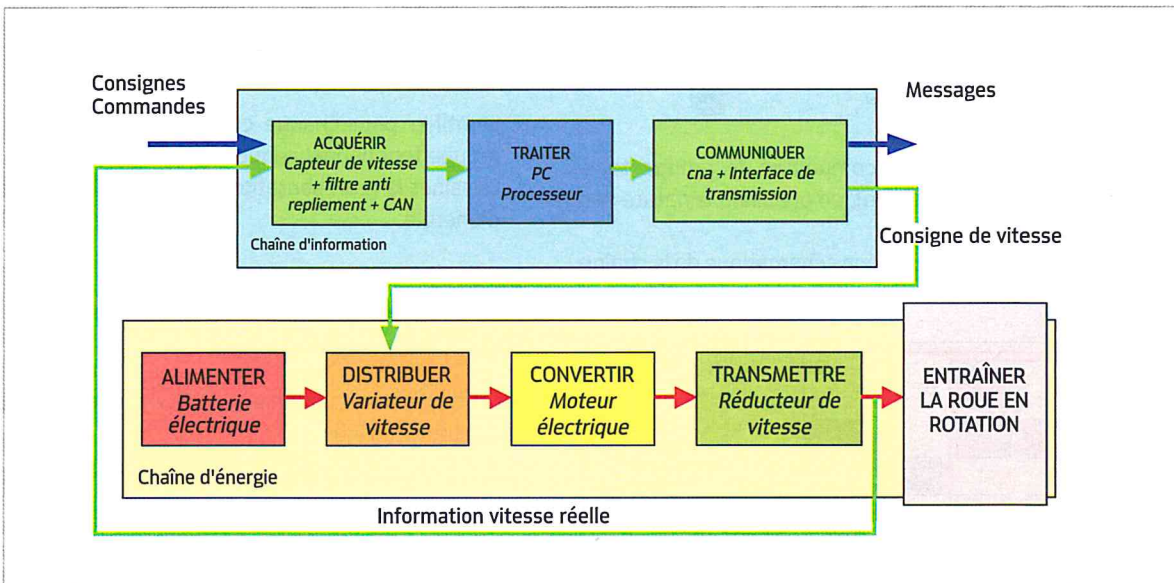 Consignes
Commandes
Messages
ACQUÉRIR
Capteur de vitesse
+ filtre anti
repliement + CAN
TRAITER
PC
Processeur
COMMUNIQUER
cna + Interface de
transmission
Chaîne d'information
Consigne de vitesse
ALIMENTER
Batterie
électrique
DISTRIBUER
Variateur de
vitesse
CONVERTIR
Moteur
électrique
TRANSMETTRE
Réducteur de
vitesse
ENTRAÎNER
LA ROUE EN
ROTATION
Chaîne d'énergie
Information vitesse réelle